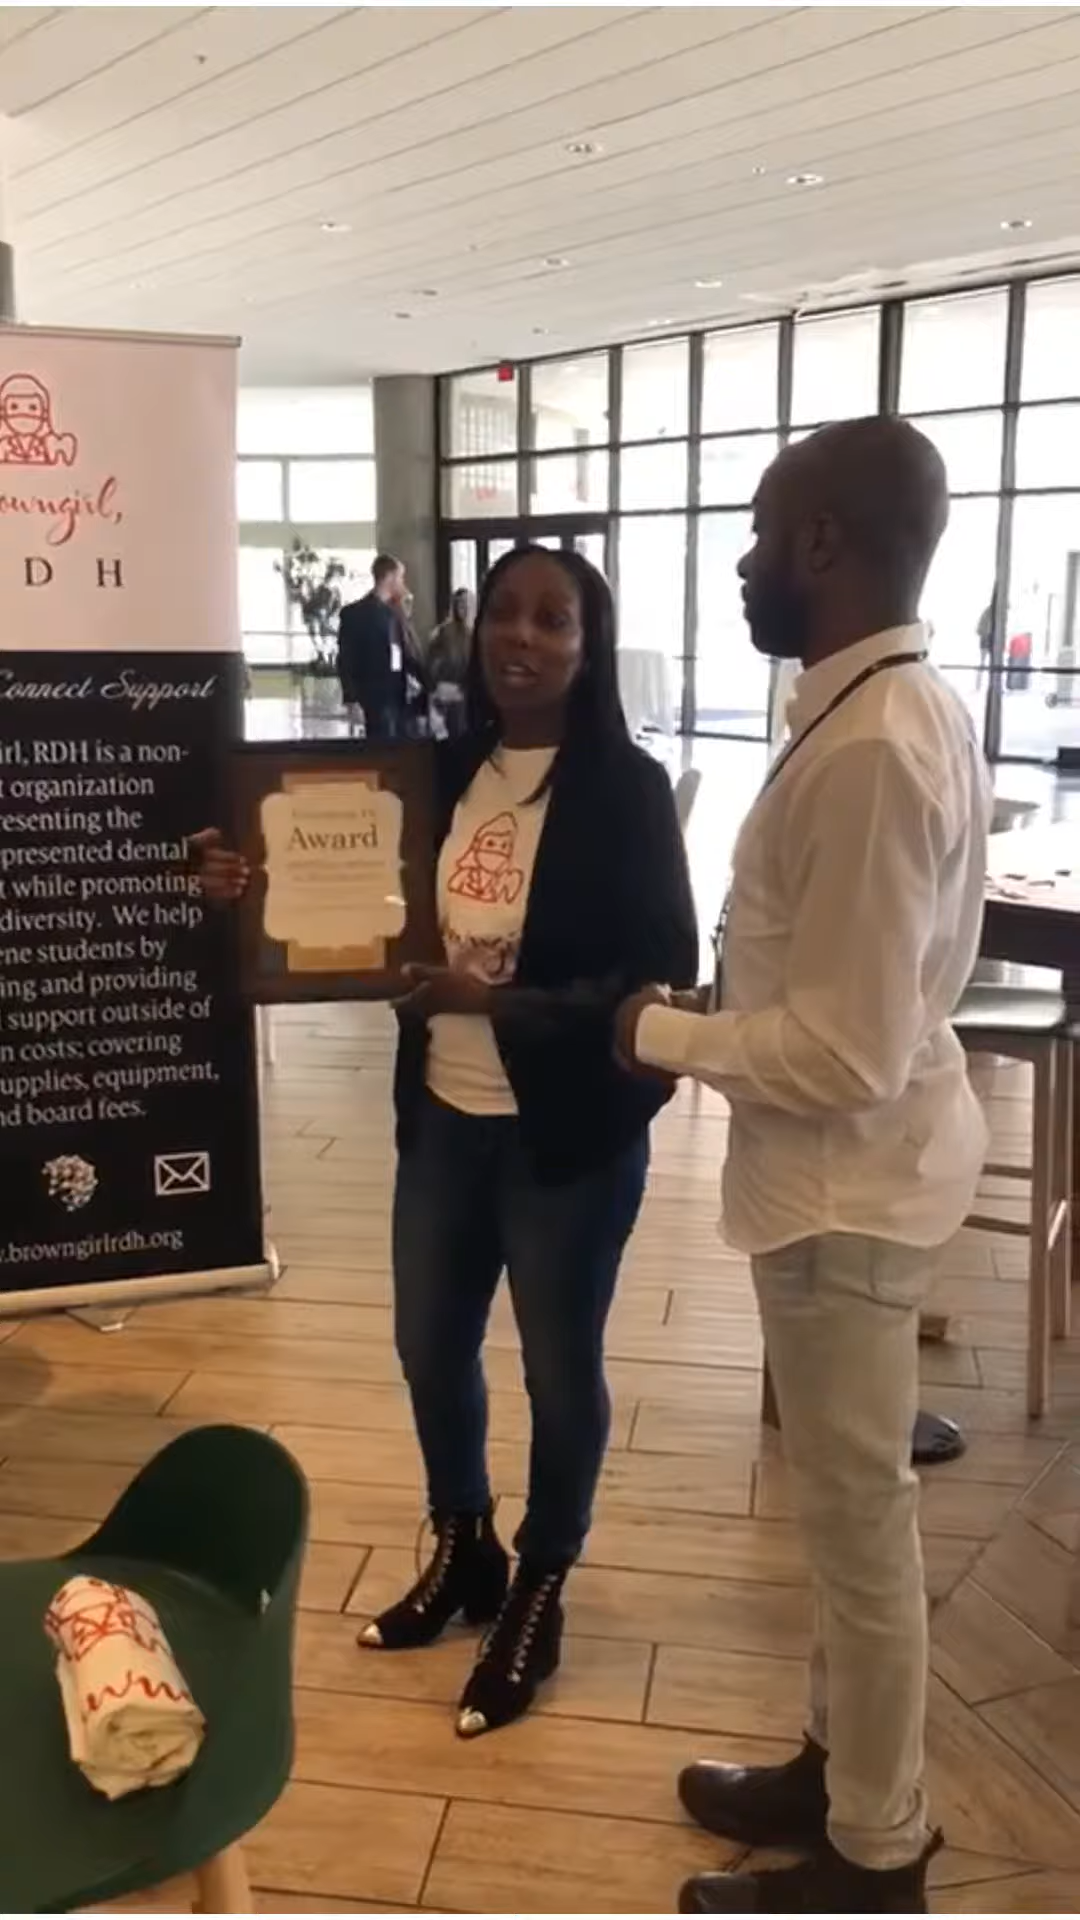 owngirl,
D H
Connect Support
irl, RDH is a non-
t organization
resenting the
presented dental
t while promoting
diversity. We help
ene students by
ing and providing
l support outside of
n costs; covering
upplies, equipment,
nd board fees.
.browngirlrdh.org
Award